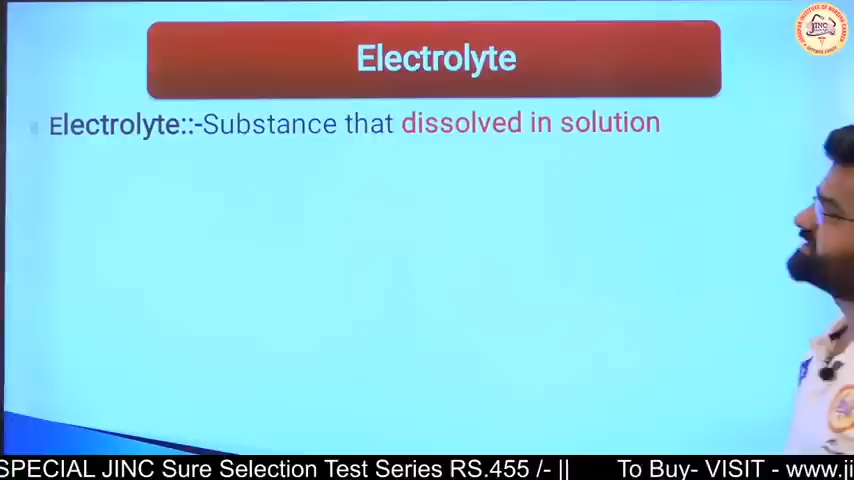 Electrolyte
Electrolyte::-Substance that dissolved in solution
JINC
SPECIAL JINC Sure Selection Test Series RS.455 /- || To Buy- VISIT - www.ji